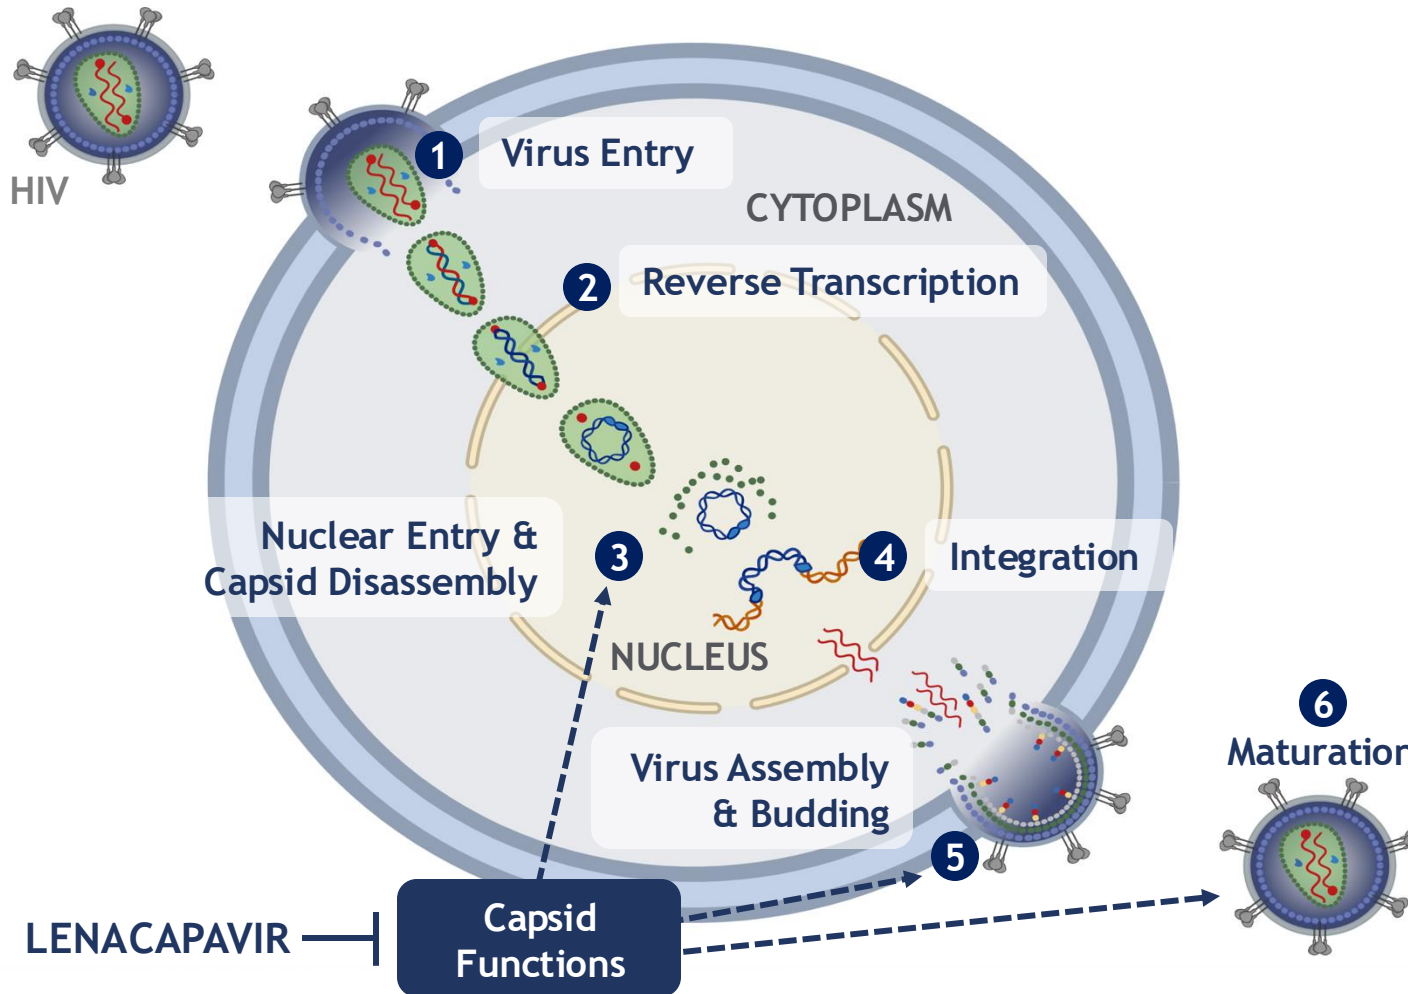 HIV
1
Virus Entry
CYTOPLASM
2
Reverse Transcription
Nuclear Entry &
Capsid Disassembly
3
4
Integration
NUCLEUS
Virus Assembly
& Budding
5
6
Maturation
LENACAPAVIR
Capsid
Functions